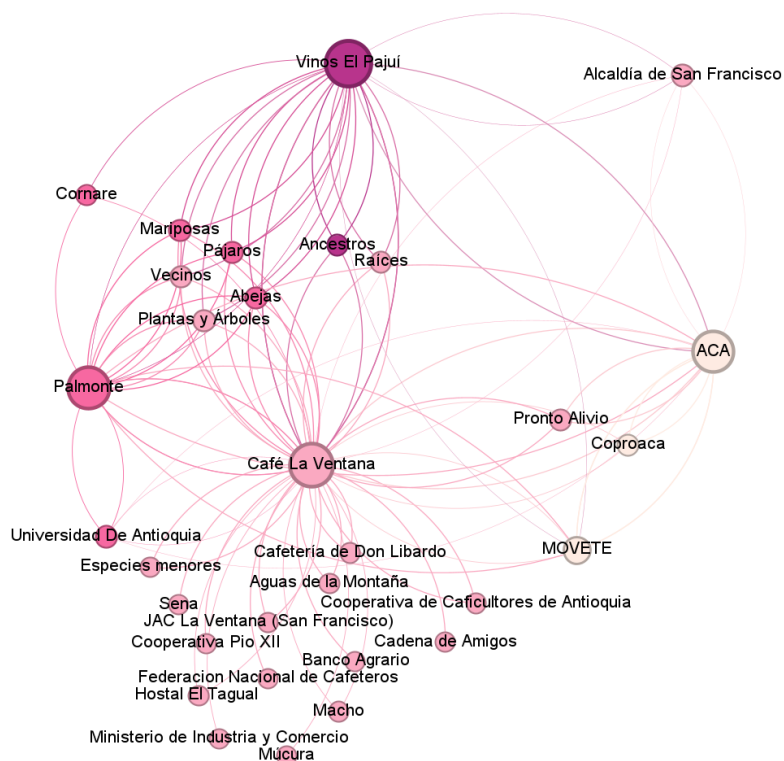 Vinos El Pajuí
Alcaldía de San Francisco
Cornare
Mariposas
Pájaros
Ancestros
Raíces
Vecinos
Abejas
Plantas y Árboles
ACA
Palmonte
Pronto Alivio
Coproaca
Café La Ventana
Universidad De Antioquia
Cafetería de Don Libardo
MOVETE
Especies menores
Aguas de la Montaña
Sena
Cooperativa de Caficultores de Antioquia
JAC La Ventana (San Francisco)
Cooperativa Pio XII
Cadena de Amigos
Banco Agrario
Federacion Nacional de Cafeteros
Hostal El Tagual
Macho
Ministerio de Industria y Comercio
Múcura